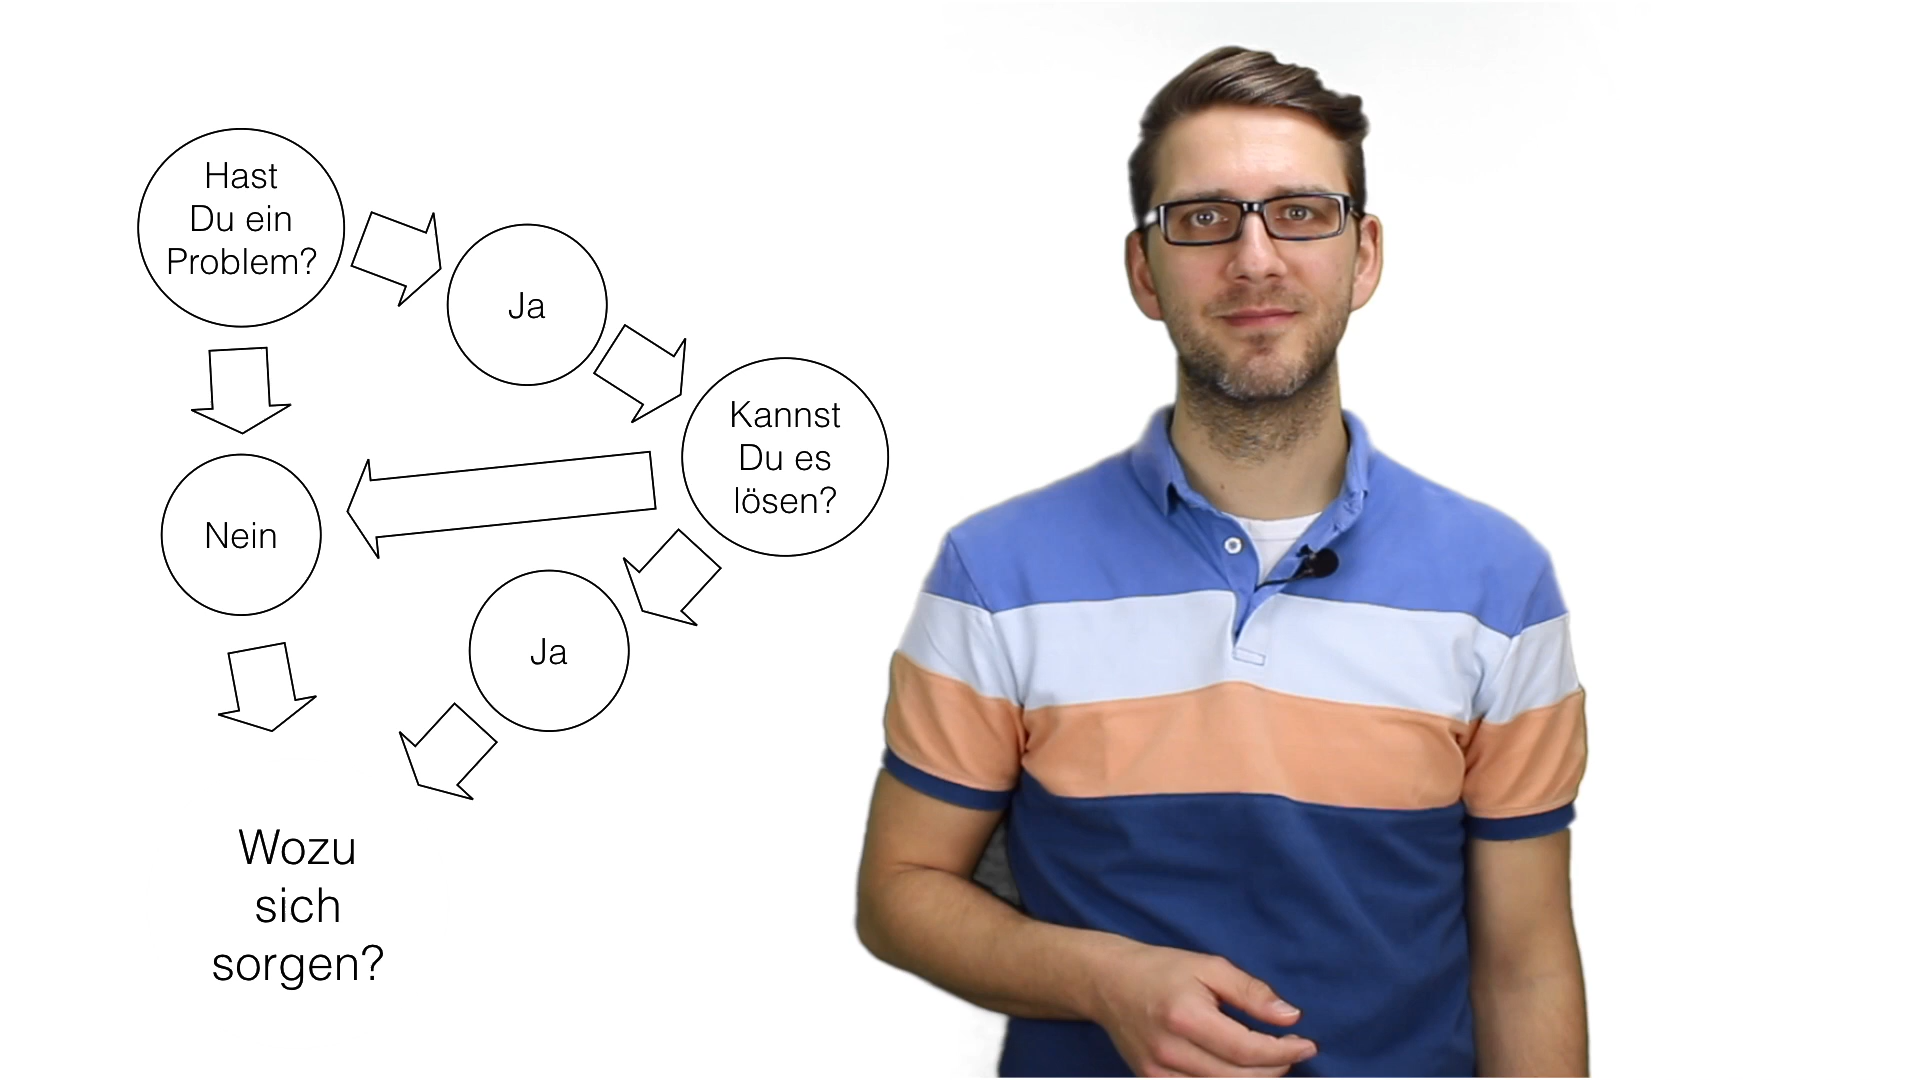 Hast
Du ein
Problem?
Ja
Kannst
Du es
lösen?
Nein
Ja
Wozu
sich
sorgen?